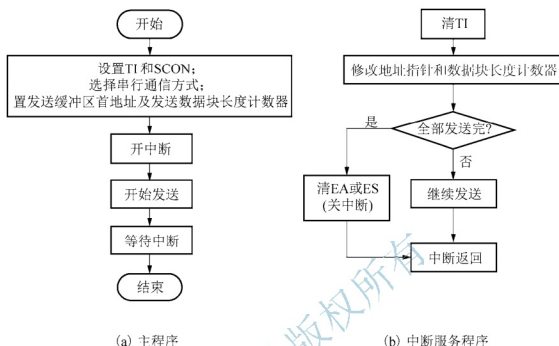 开始
设置TI 和SCON；
选择串行通信方式；
置发送缓冲区首地址及发送数据块长度计数器
开中断
开始发送
等待中断
结束
(a) 主程序
清TI
修改地址指针和数据块长度计数器
全部发送完?
是
否
清EA或ES
(关中断)
继续发送
中断返回
(b) 中断服务程序
版权所有